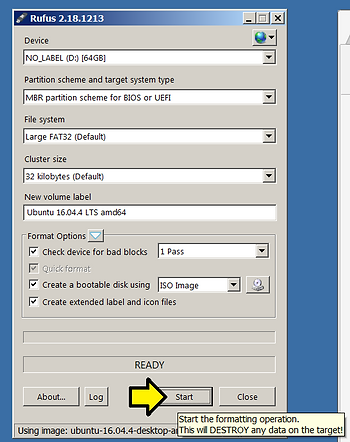 Rufus 2.18.1213
Device
NO_LABEL (D:) [64GB]
Partition scheme and target system type
MBR partition scheme for BIOS or UEFI
File system
Large FAT32 (Default)
Cluster size
32 kilobytes (Default)
New volume label
Ubuntu 16.04.4 LTS amd64
Format Options
Check device for bad blocks 1 Pass
Quick format
Create a bootable disk using ISO Image
Create extended label and icon files
READY
About... Log Start Close
Start the formatting operation.
This will DESTROY any data on the target!
Using image: ubuntu-16.04.4-desktop-a